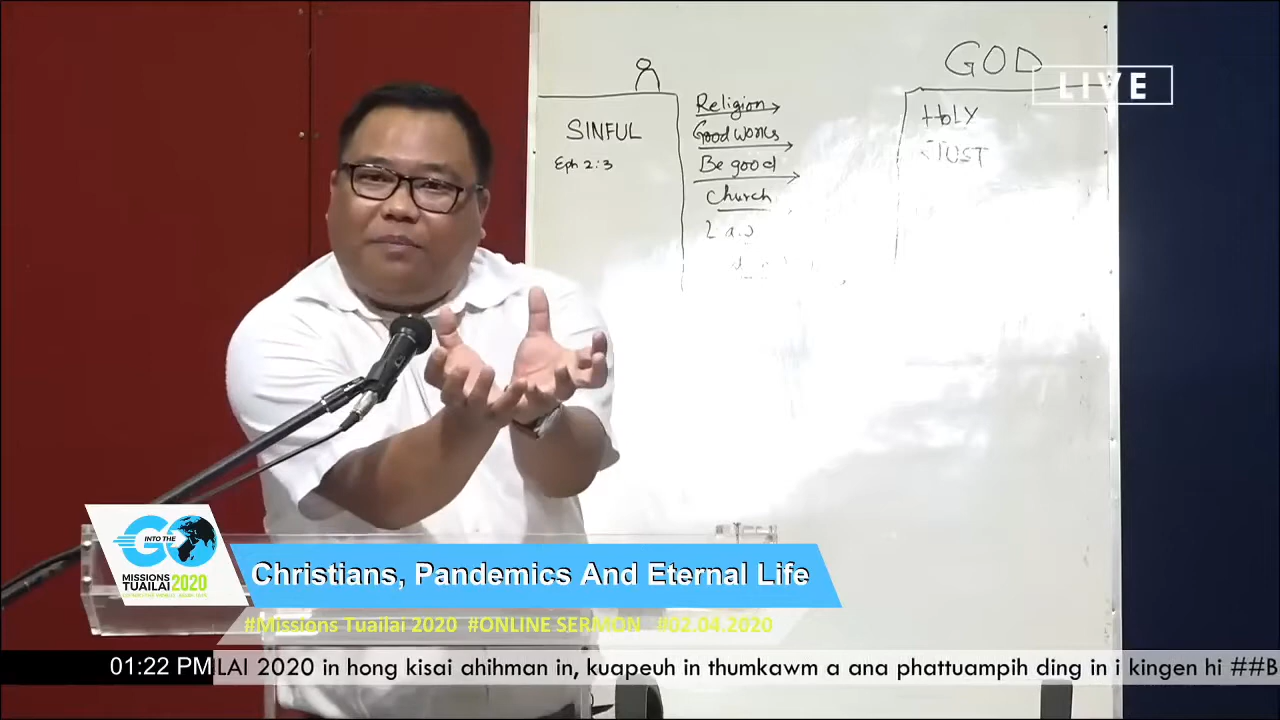 GOD
LIVE
SINFUL
Eph 2:3
Religion
Good works
Be good
Church
HOLY
JUST
GO
INTO THE
MISSIONS
TUAILAI 2020
Christians, Pandemics And Eternal Life
#Missions Tuailai 2020 #ONLINE SERMON #02.04.2020
01:22 PM
LAI 2020 in hong kisai ahihman in, kuapeuh in thumkawm a ana phattuampih ding in i kingen hi ##B